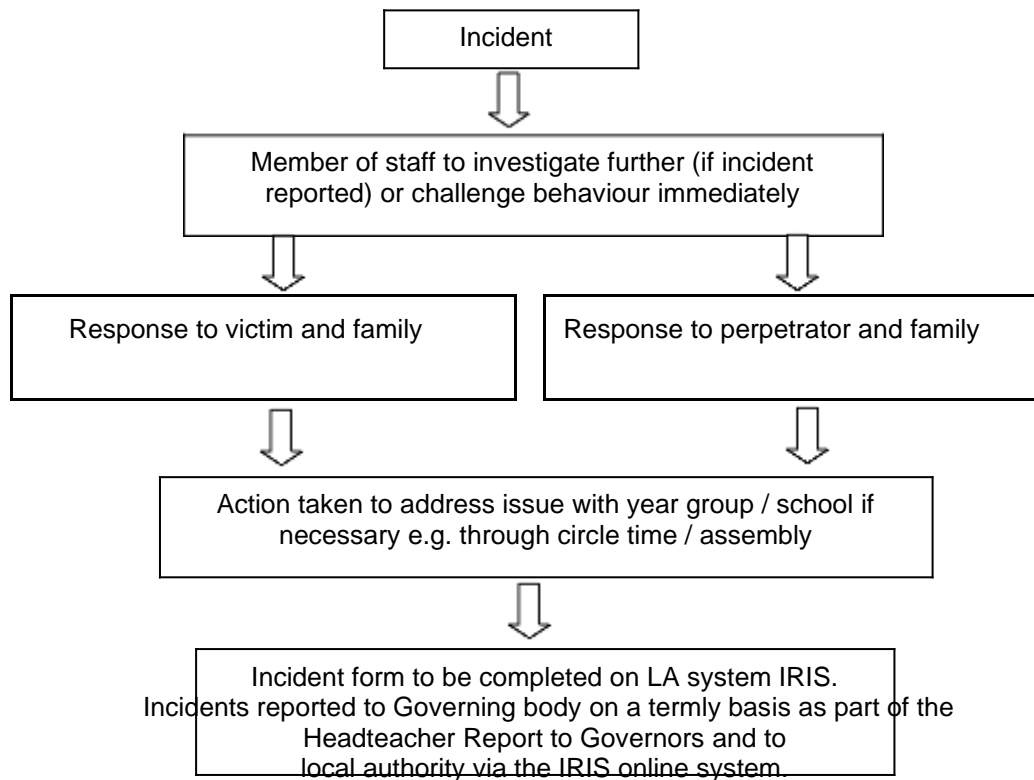 Incident
Member of staff to investigate further (if incident
reported) or challenge behaviour immediately
Response to victim and family
Response to perpetrator and family
Action taken to address issue with year group / school if
necessary e.g. through circle time / assembly
Incident form to be completed on LA system IRIS.
Incidents reported to Governing body on a termly basis as part of the
Headteacher Report to Governors and to
local authority via the IRIS online system.